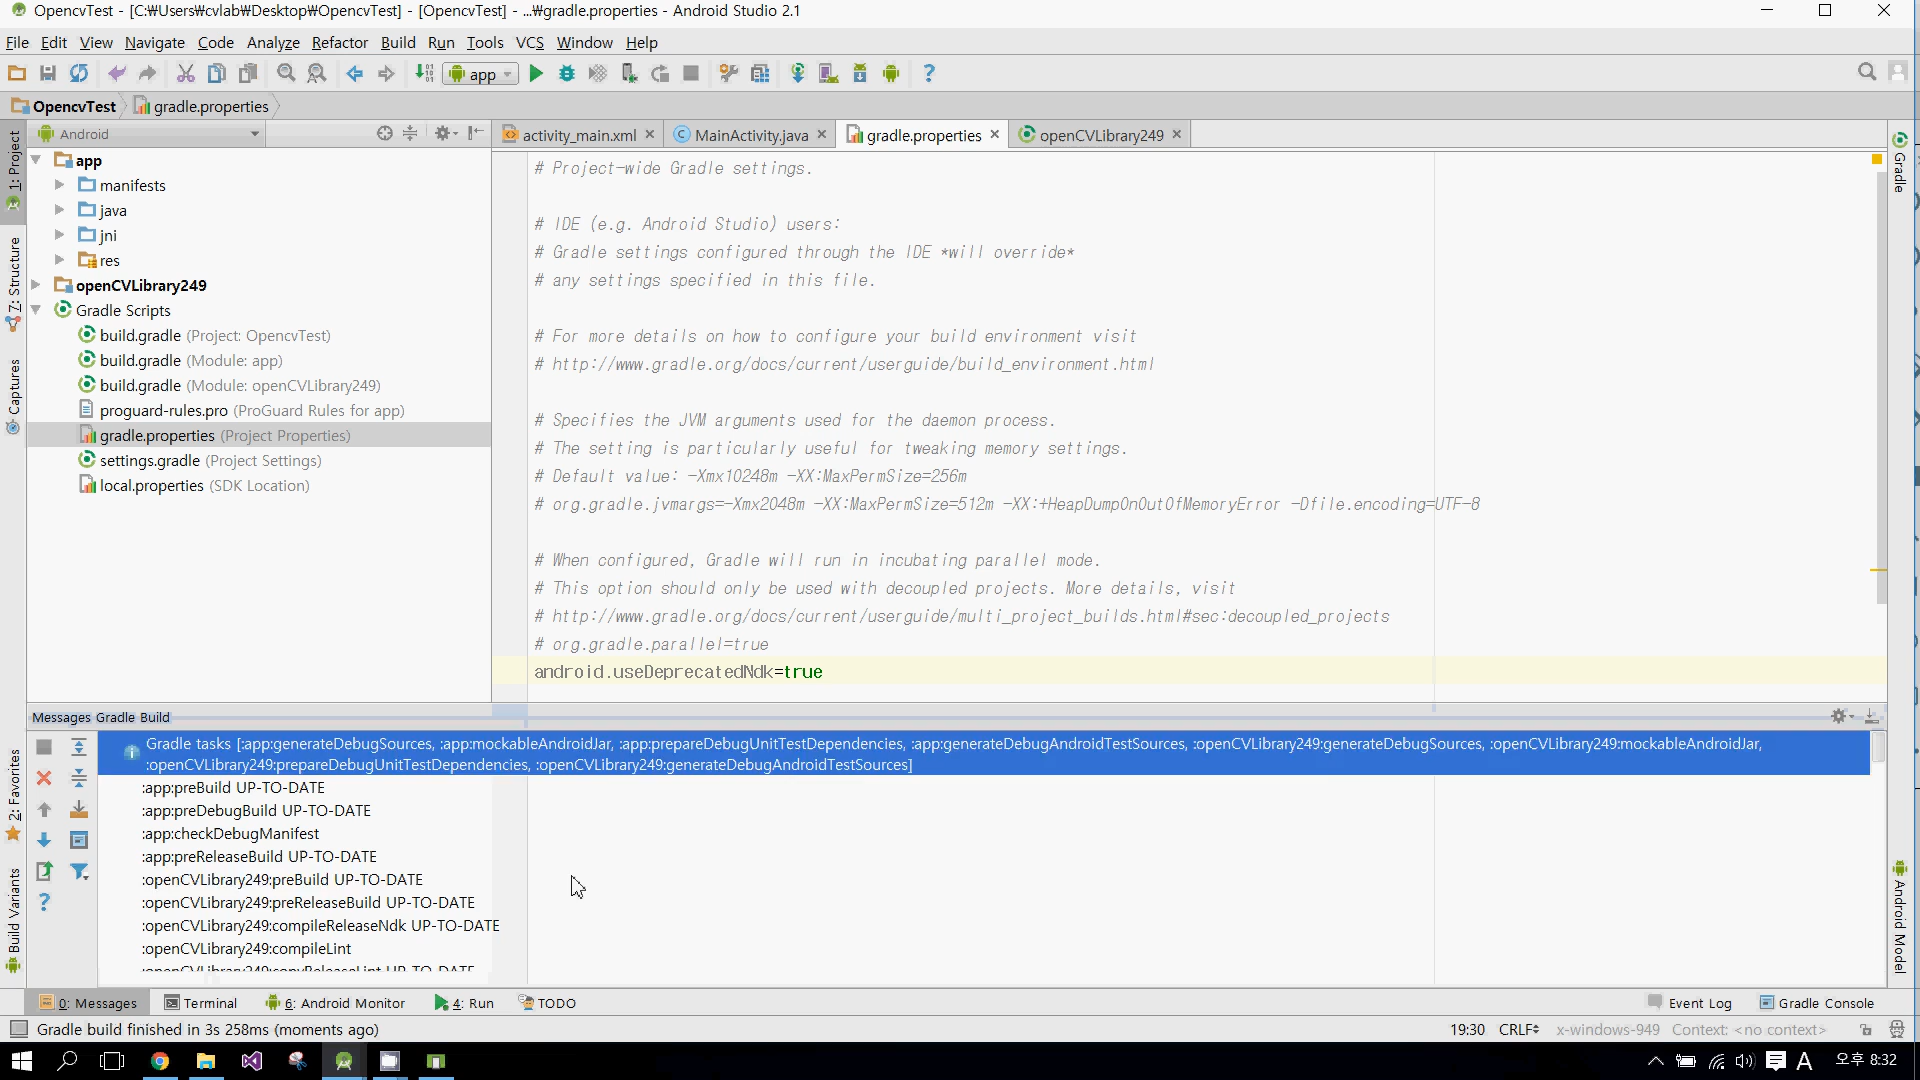 OpencvTest - [C:₩Users₩cvlab₩Desktop₩OpencvTest] - [OpencvTest] - ...₩gradle.properties - Android Studio 2.1
File Edit View Navigate Code Analyze Refactor Build Run Tools VCS Window Help
app
OpencvTest gradle.properties
Android
activity_main.xml MainActivity.java gradle.properties openCVLibrary249
1: Project
Z: Structure
Captures
2: Favorites
Build Variants
app
manifests
java
jni
res
openCVLibrary249
Gradle Scripts
build.gradle (Project: OpencvTest)
build.gradle (Module: app)
build.gradle (Module: openCVLibrary249)
proguard-rules.pro (ProGuard Rules for app)
gradle.properties (Project Properties)
settings.gradle (Project Settings)
local.properties (SDK Location)
# Project-wide Gradle settings.
# IDE (e.g. Android Studio) users:
# Gradle settings configured through the IDE *will override*
# any settings specified in this file.
# For more details on how to configure your build environment visit
# http://www.gradle.org/docs/current/userguide/build_environment.html
# Specifies the JVM arguments used for the daemon process.
# The setting is particularly useful for tweaking memory settings.
# Default value: -Xmx10248m -XX:MaxPermSize=256m
# org.gradle.jvmargs=-Xmx2048m -XX:MaxPermSize=512m -XX:+HeapDumpOnOutOfMemoryError -Dfile.encoding=UTF-8
# When configured, Gradle will run in incubating parallel mode.
# This option should only be used with decoupled projects. More details, visit
# http://www.gradle.org/docs/current/userguide/multi_project_builds.html#sec:decoupled_projects
# org.gradle.parallel=true
android.useDeprecatedNdk=true
Gradle
Android Model
Messages Gradle Build
Gradle tasks [:app:generateDebugSources, :app:mockableAndroidJar, :app:prepareDebugUnitTestDependencies, :app:generateDebugAndroidTestSources, :openCVLibrary249:generateDebugSources, :openCVLibrary249:mockableAndroidJar,
:openCVLibrary249:prepareDebugUnitTestDependencies, :openCVLibrary249:generateDebugAndroidTestSources]
:app:preBuild UP-TO-DATE
:app:preDebugBuild UP-TO-DATE
:app:checkDebugManifest
:app:preReleaseBuild UP-TO-DATE
:openCVLibrary249:preBuild UP-TO-DATE
:openCVLibrary249:preReleaseBuild UP-TO-DATE
:openCVLibrary249:compileReleaseNdk UP-TO-DATE
:openCVLibrary249:compileLint
:openCVLibrary249:copyReleaseLint UP-TO-DATE
0: Messages Terminal 6: Android Monitor 4: Run TODO Event Log Gradle Console
Gradle build finished in 3s 258ms (moments ago) 19:30 CRLF÷ x-windows-949 Context: <no context>
A 오후 8:32